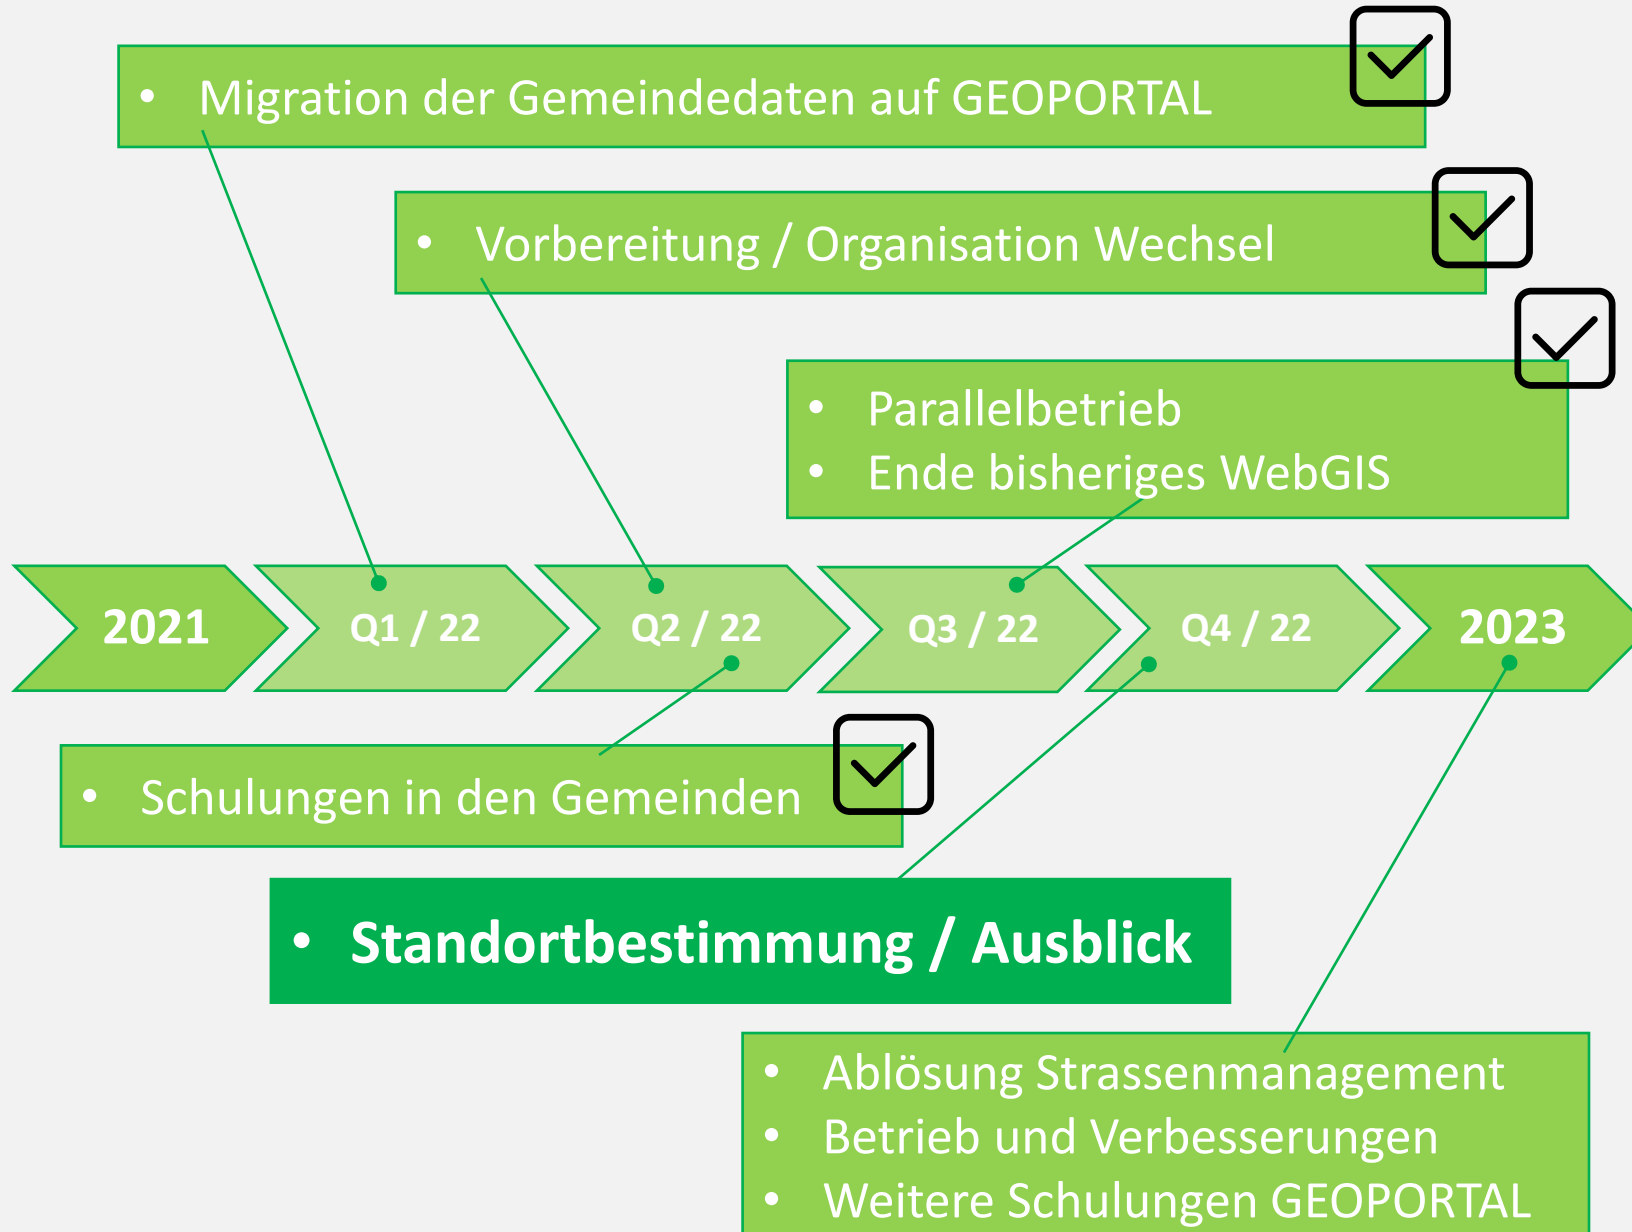 • Migration der Gemeindedaten auf GEOPORTAL
• Vorbereitung / Organisation Wechsel
• Parallelbetrieb
• Ende bisheriges WebGIS
2021
Q1 / 22
Q2 / 22
Q3 / 22
Q4 / 22
2023
• Schulungen in den Gemeinden
• Standortbestimmung / Ausblick
• Ablösung Strassenmanagement
• Betrieb und Verbesserungen
• Weitere Schulungen GEOPORTAL